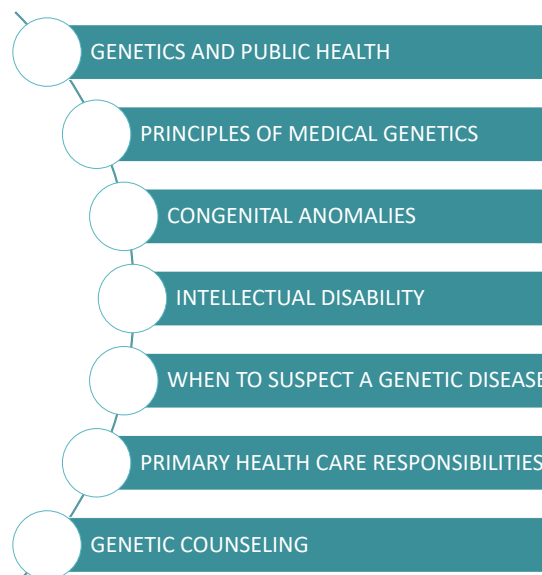 GENETICS AND PUBLIC HEALTH
PRINCIPLES OF MEDICAL GENETICS
CONGENITAL ANOMALIES
INTELLECTUAL DISABILITY
WHEN TO SUSPECT A GENETIC DISEASE
PRIMARY HEALTH CARE RESPONSIBILITIES
GENETIC COUNSELING